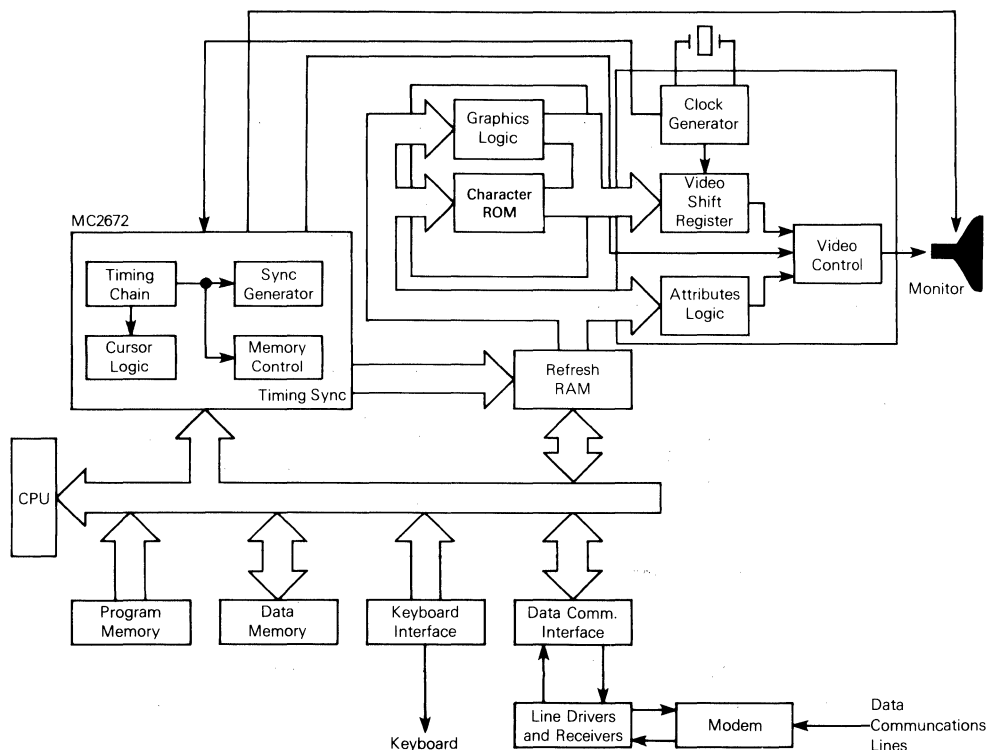 Clock
Generator
Graphics
Logic
Character
ROM
Video
Shift
Register
MC2672
Video
Control
Timing
Chain
Sync
Generator
Attributes
Logic
Monitor
Cursor
Logic
Memory
Control
Timing Sync
Refresh
RAM
CPU
Program
Memory
Data
Memory
Keyboard
Interface
Data Comm.
Interface
Line Drivers
and Receivers
Modem
Data
Communcations
Lines
Keyboard